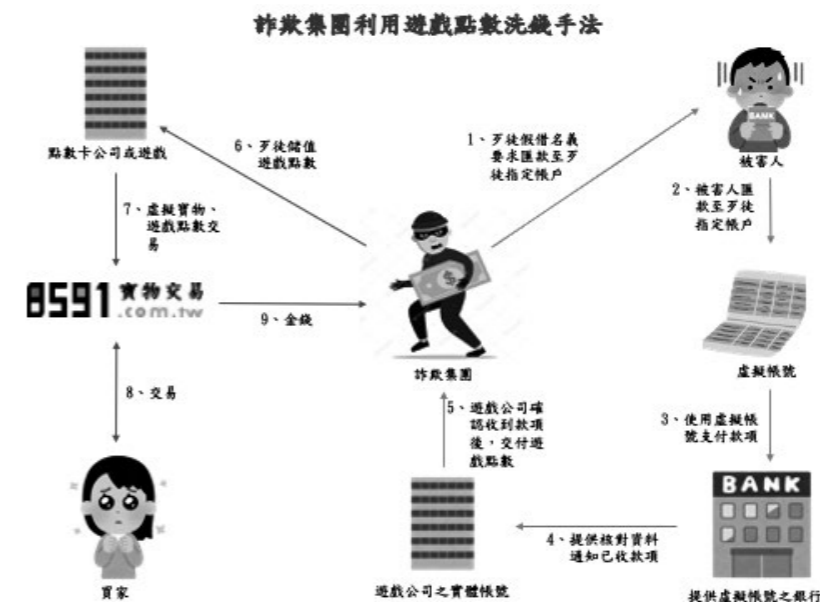 詐欺集團利用遊戲點數洗錢手法
點數卡公司或遊戲
6、歹徒儲值
遊戲點數
1、歹徒假借名義
要求匯款至歹
徒指定帳戶
BANK
被害人
2、被害人匯
款至歹徒
指定帳戶
7、虛擬寶物、
遊戲點數交
易
8591 寶物交易
.com.tw
9、金錢
詐欺集團
虛擬帳號
8、交易
5、遊戲公司確
認收到款項
後，交付遊
戲點數
3、使用虛擬帳
號支付款項
BANK
4、提供核對資料
通知已收款項
買家
遊戲公司之實體帳號
提供虛擬帳號之銀行